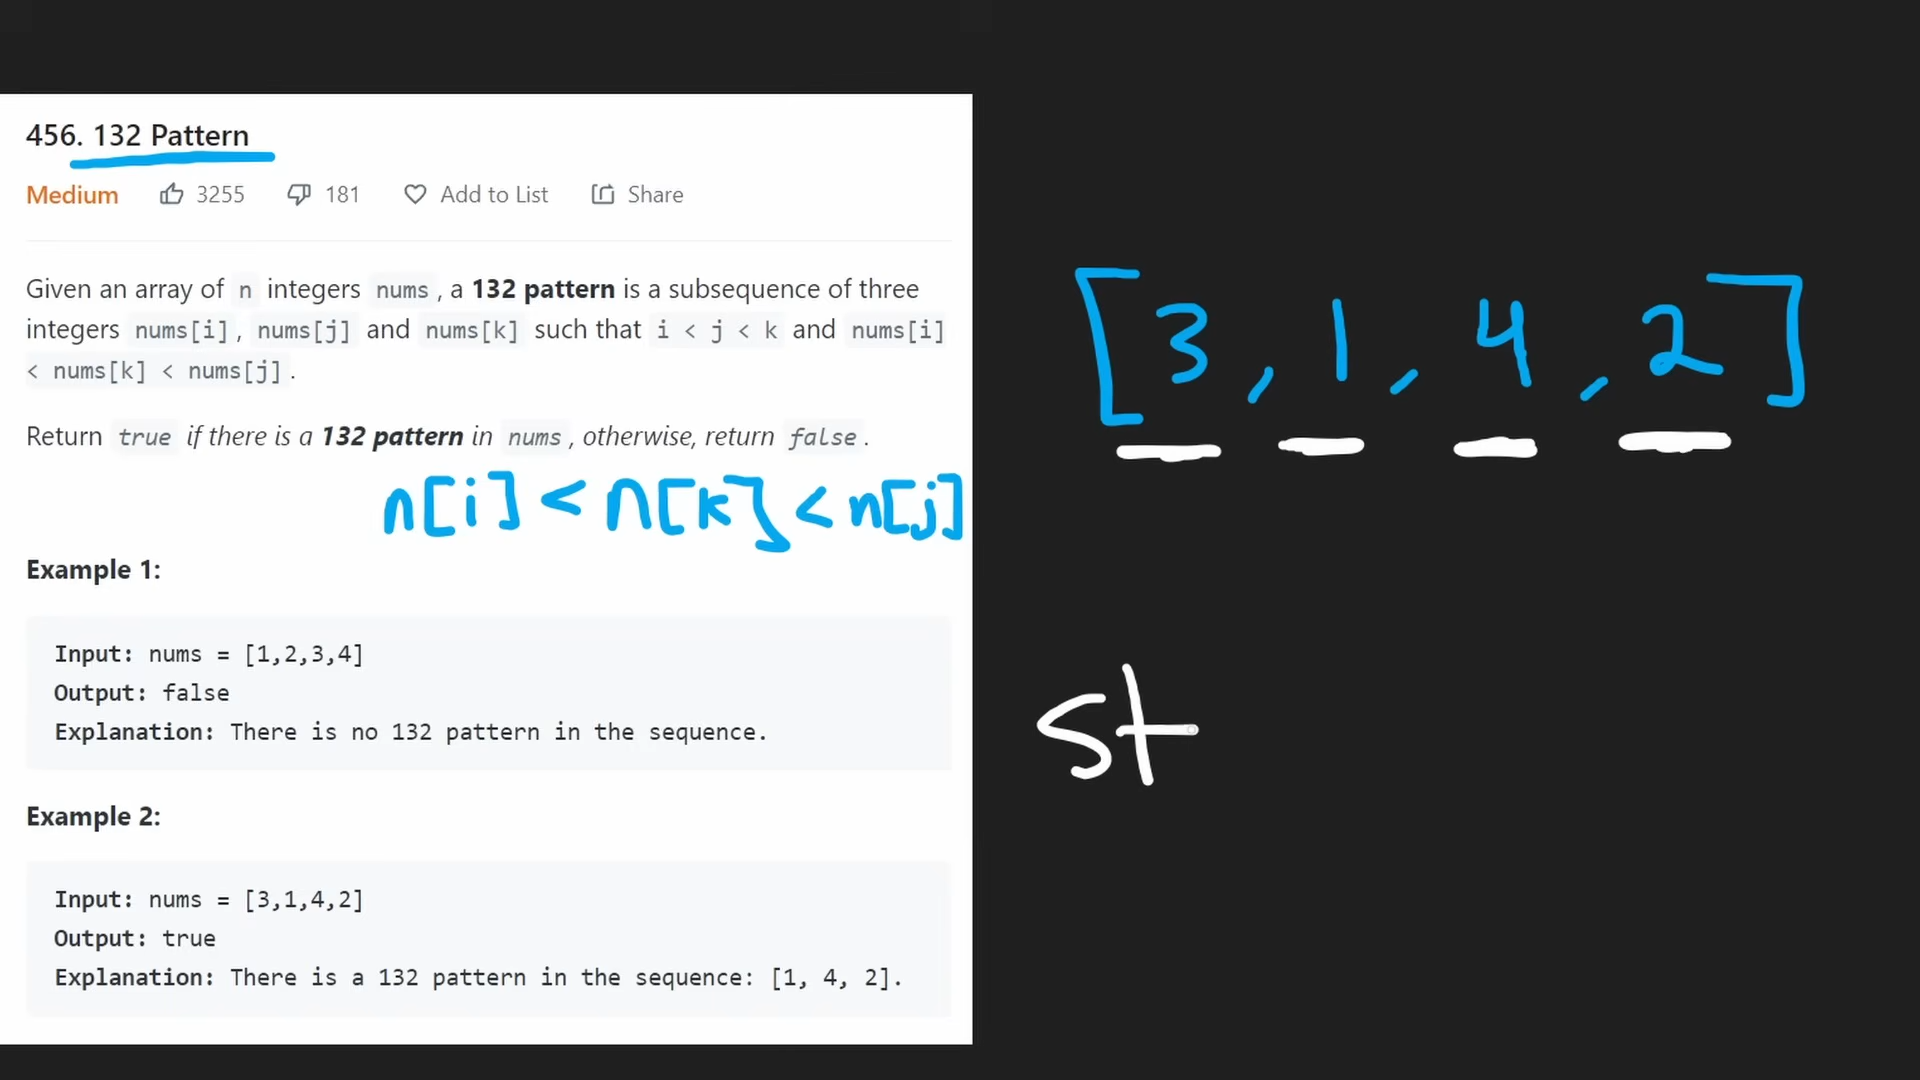 456. 132 Pattern
Medium 3255 181 Add to List Share
Given an array of n integers nums, a 132 pattern is a subsequence of three
integers nums[i], nums[j] and nums[k] such that i < j < k and nums[i]
< nums[k] < nums[j].
Return true if there is a 132 pattern in nums, otherwise, return false.
n[i] < n[k] < n[j]
Example 1:
Input: nums = [1,2,3,4]
Output: false
Explanation: There is no 132 pattern in the sequence.
Example 2:
Input: nums = [3,1,4,2]
Output: true
Explanation: There is a 132 pattern in the sequence: [1, 4, 2].
[3, 1, 4, 2]
st